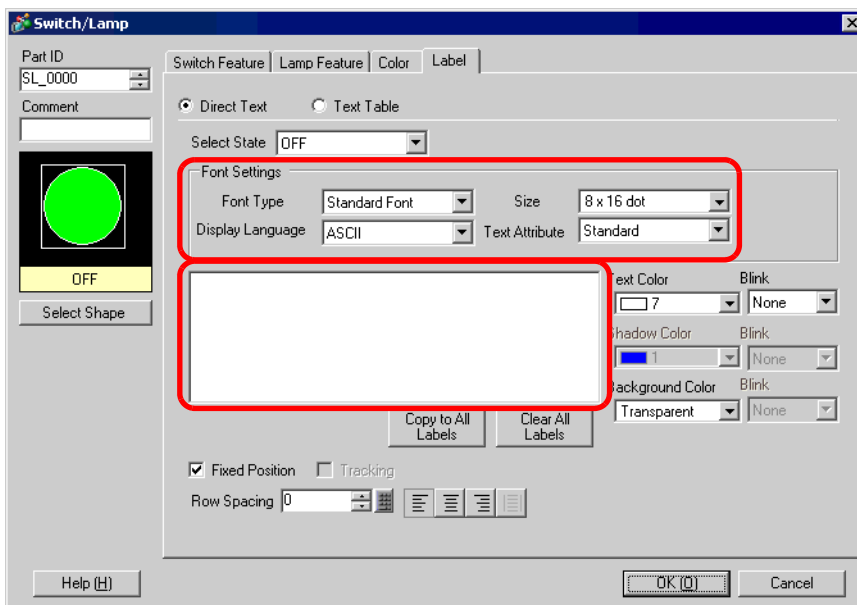 Switch/Lamp
Part ID
SL_0000
Comment
OFF
Select Shape
Switch Feature Lamp Feature Color Label
Direct Text Text Table
Select State OFF
Font Settings
Font Type Standard Font Size 8 x 16 dot
Display Language ASCII Text Attribute Standard
Text Color Blink
7 None
Shadow Color Blink
1 None
Background Color Blink
Transparent None
Copy to All Labels
Clear All Labels
Fixed Position Tracking
Row Spacing 0
Help (H) OK (O) Cancel